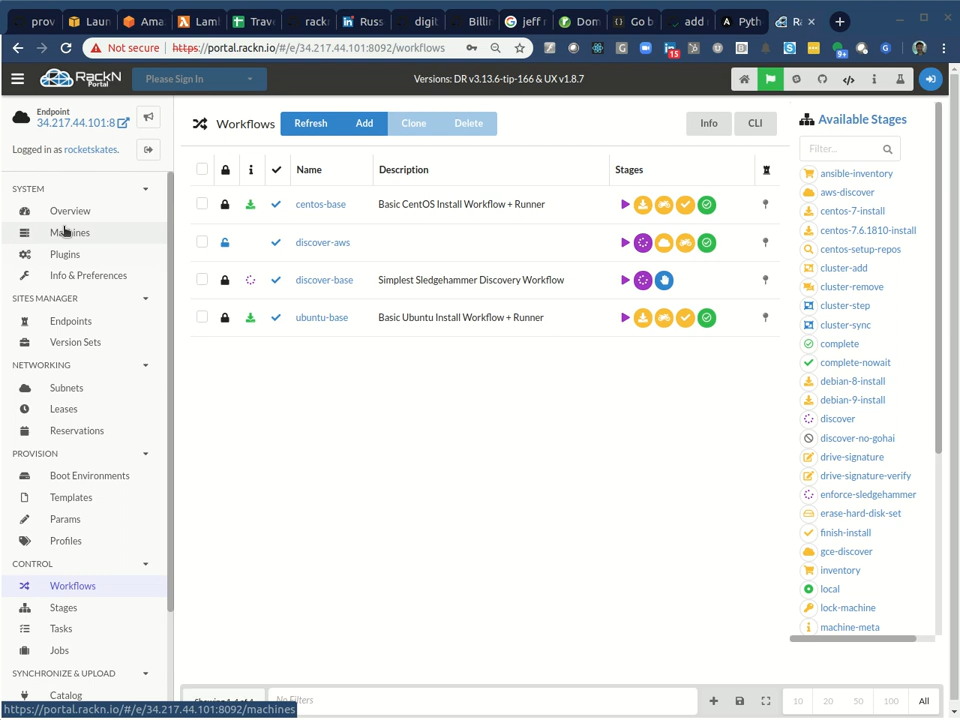 prov Laun Ama Laml Trave rackr Russ digit Billin jeff r Dom Go b add Pyth Ra
Not secure https://portal.rackn.io/#/e/34.217.44.101:8092/workflows 15 9+
RackN Portal Please Sign In Versions: DR v3.13.6-tip-166 & UX v1.8.7
Endpoint
34.217.44.101:8
Logged in as rocketskates.
SYSTEM
Overview
Machines
Plugins
Info & Preferences
SITES MANAGER
Endpoints
Version Sets
NETWORKING
Subnets
Leases
Reservations
PROVISION
Boot Environments
Templates
Params
Profiles
CONTROL
Workflows
Stages
Tasks
Jobs
SYNCHRONIZE & UPLOAD
Catalog
Workflows Refresh Add Clone Delete Info CLI
Name Description Stages
centos-base Basic CentOS Install Workflow + Runner
discover-aws
discover-base Simplest Sledgehammer Discovery Workflow
ubuntu-base Basic Ubuntu Install Workflow + Runner
Available Stages
Filter...
ansible-inventory
aws-discover
centos-7-install
centos-7.6.1810-install
centos-setup-repos
cluster-add
cluster-remove
cluster-step
cluster-sync
complete
complete-nowait
debian-8-install
debian-9-install
discover
discover-no-gohai
drive-signature
drive-signature-verify
enforce-sledgehammer
erase-hard-disk-set
finish-install
gce-discover
inventory
local
lock-machine
machine-meta
No Filters 10 20 50 100 All
https://portal.rackn.io/#/e/34.217.44.101:8092/machines